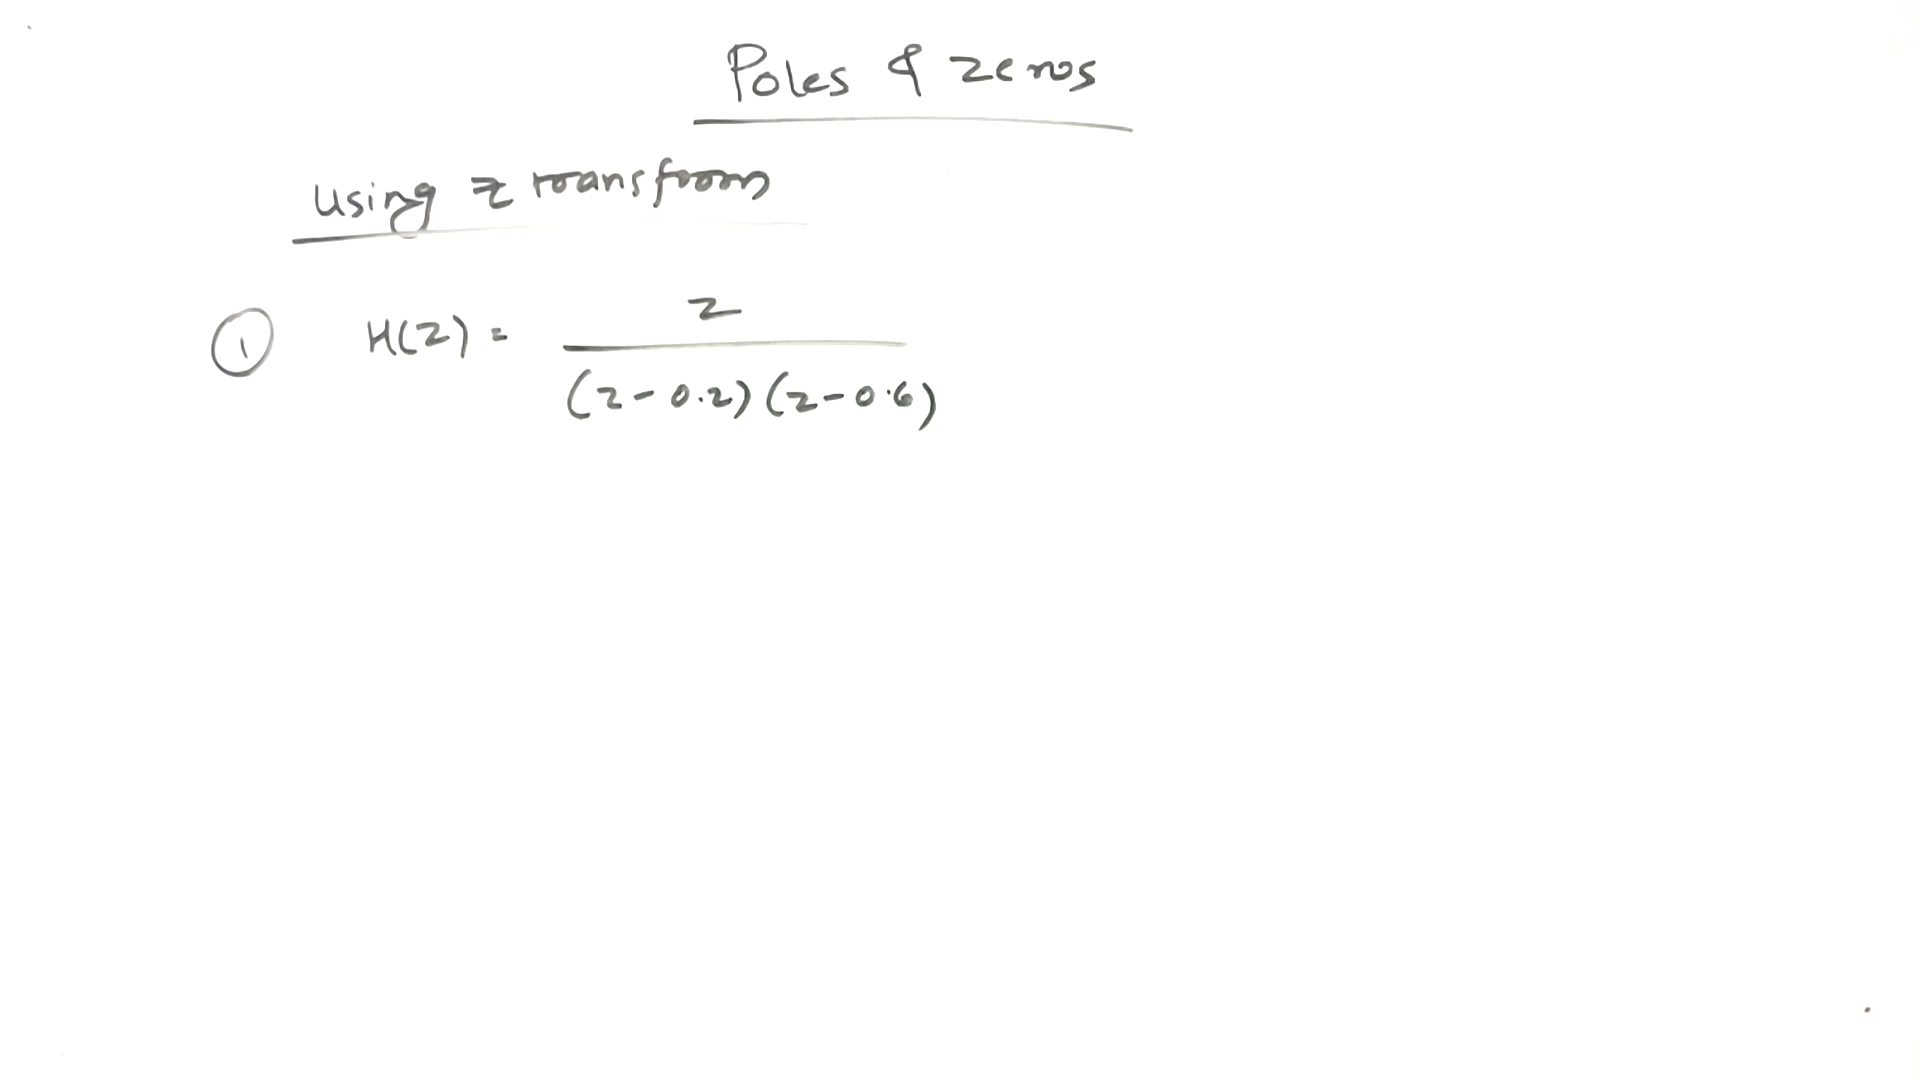 Poles & zeros
using z transform
① H(z) = z
(z-0.2)(z-0.6)